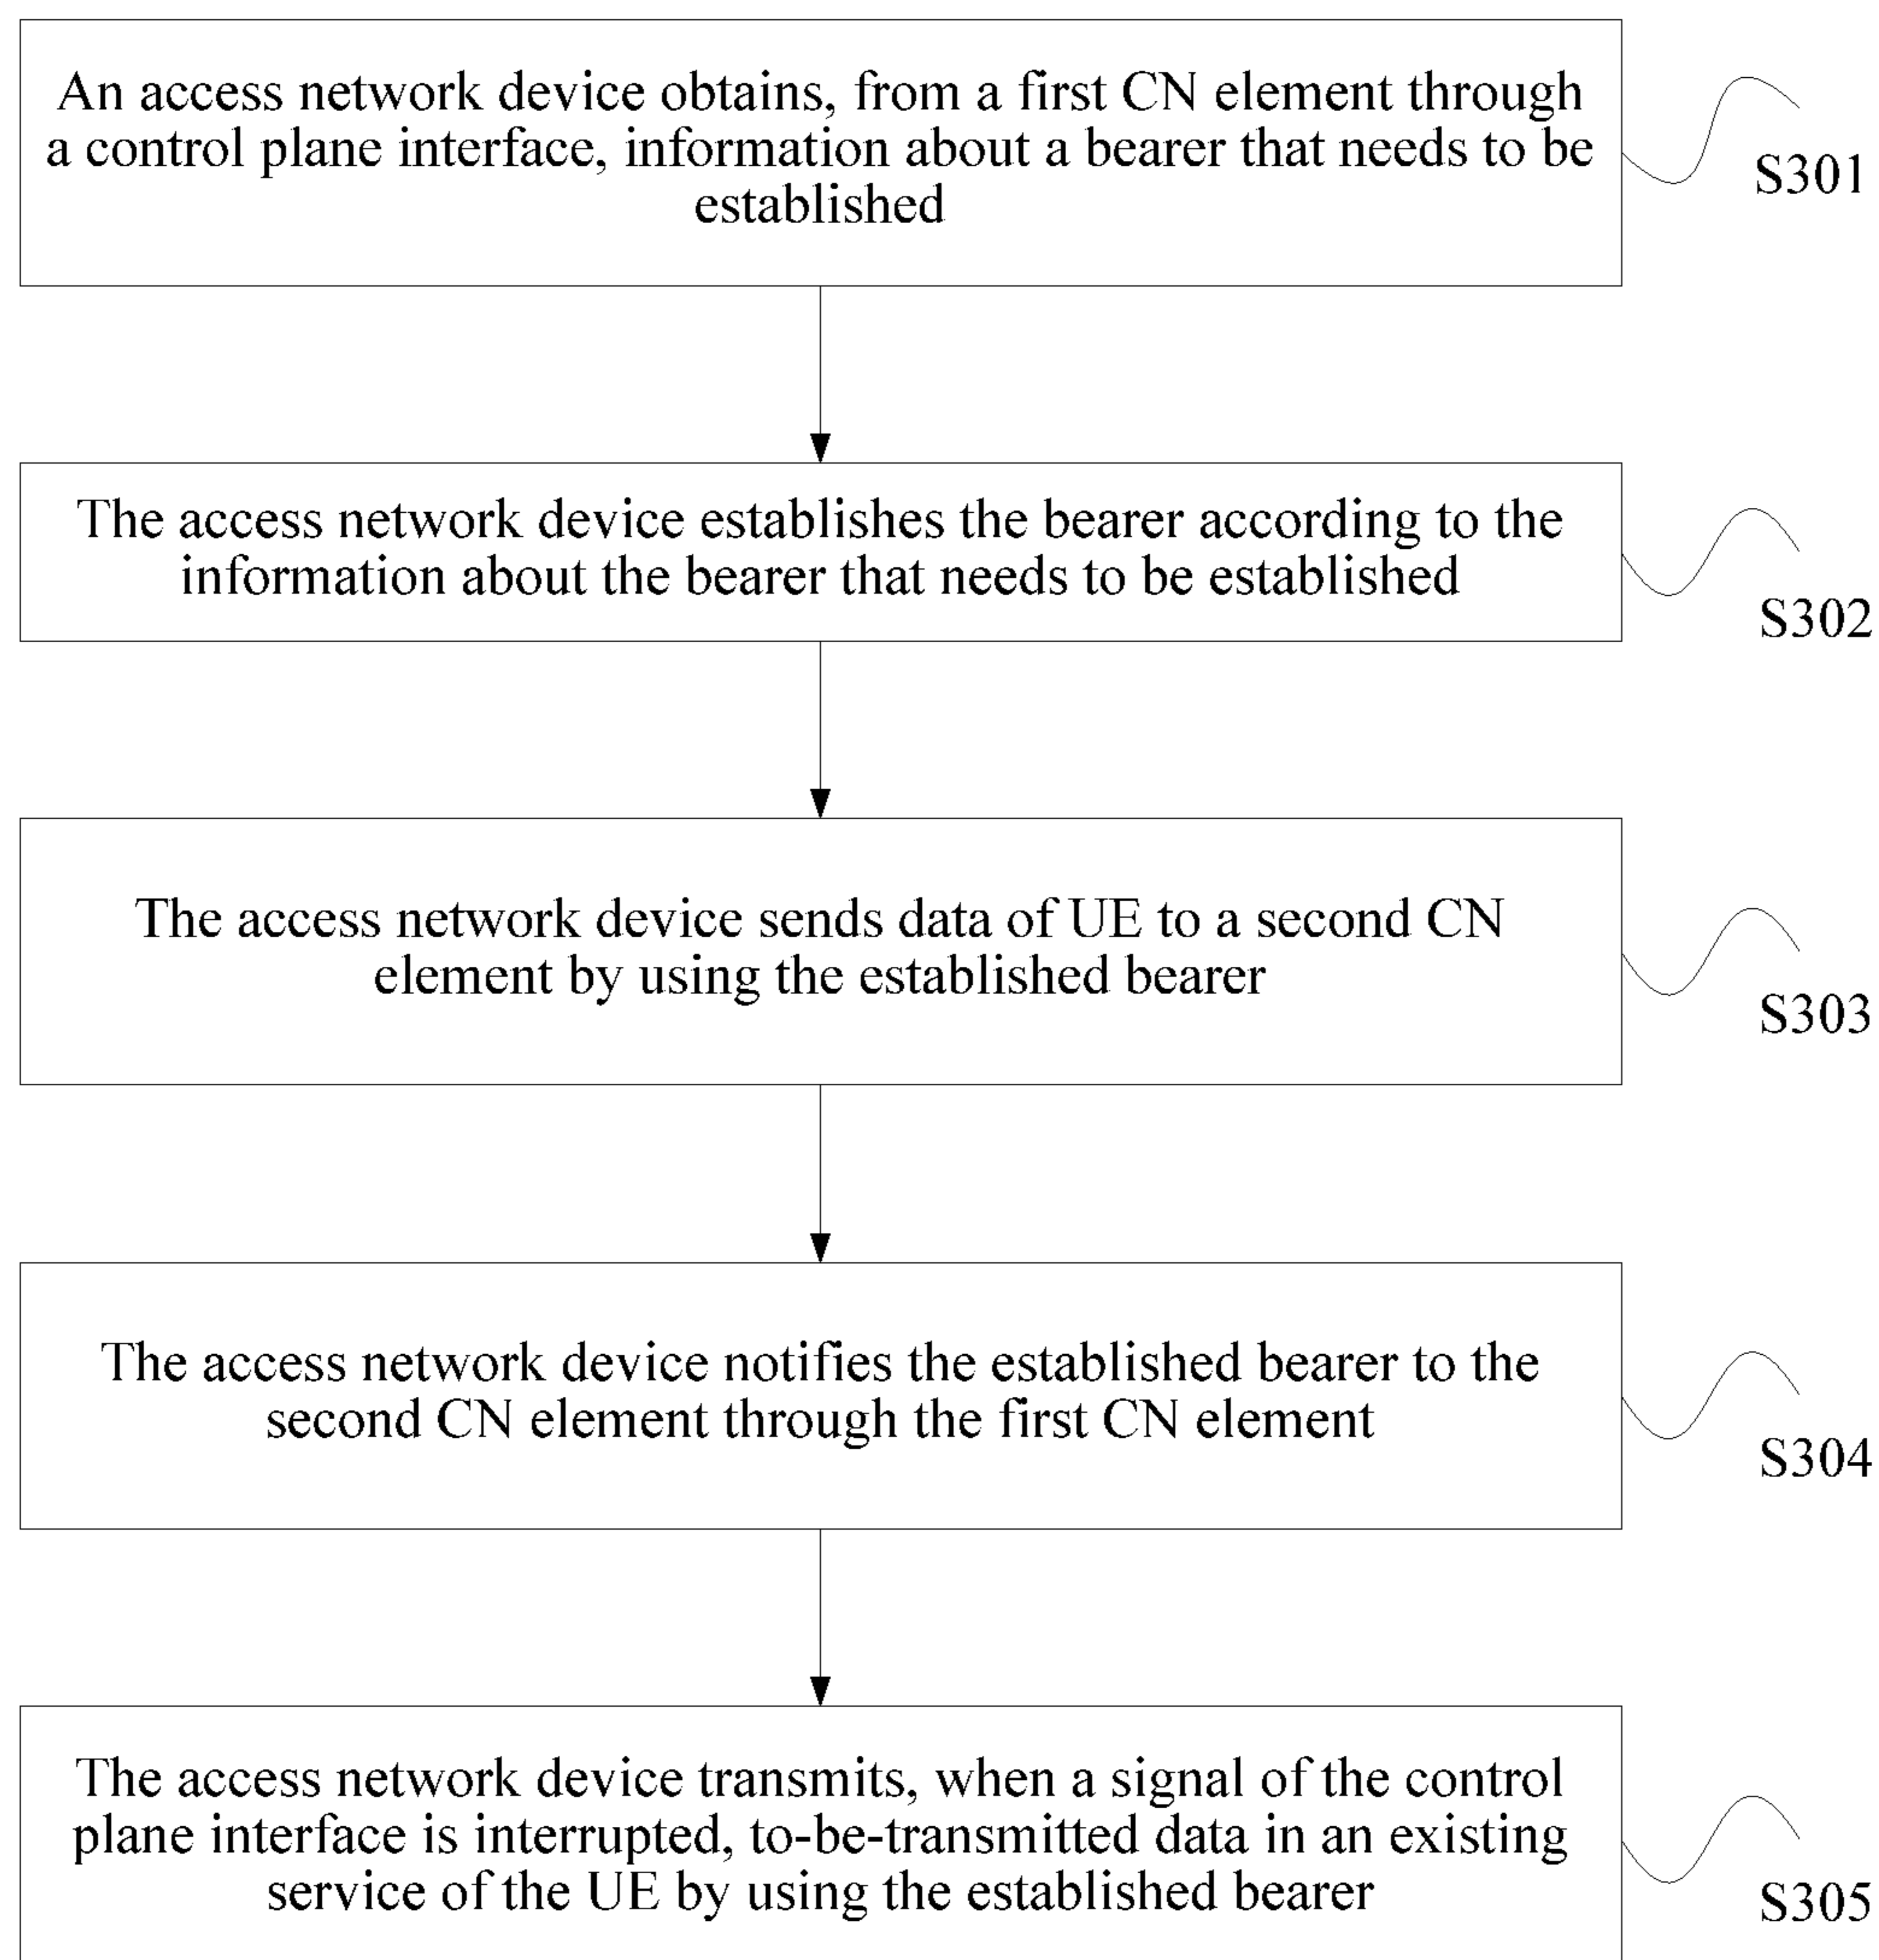 An access network device obtains, from a first CN element through
a control plane interface, information about a bearer that needs to be
established
S301
The access network device establishes the bearer according to the
information about the bearer that needs to be established
S302
The access network device sends data of UE to a second CN
element by using the established bearer
S303
The access network device notifies the established bearer to the
second CN element through the first CN element
S304
The access network device transmits, when a signal of the control
plane interface is interrupted, to-be-transmitted data in an existing
service of the UE by using the established bearer
S305